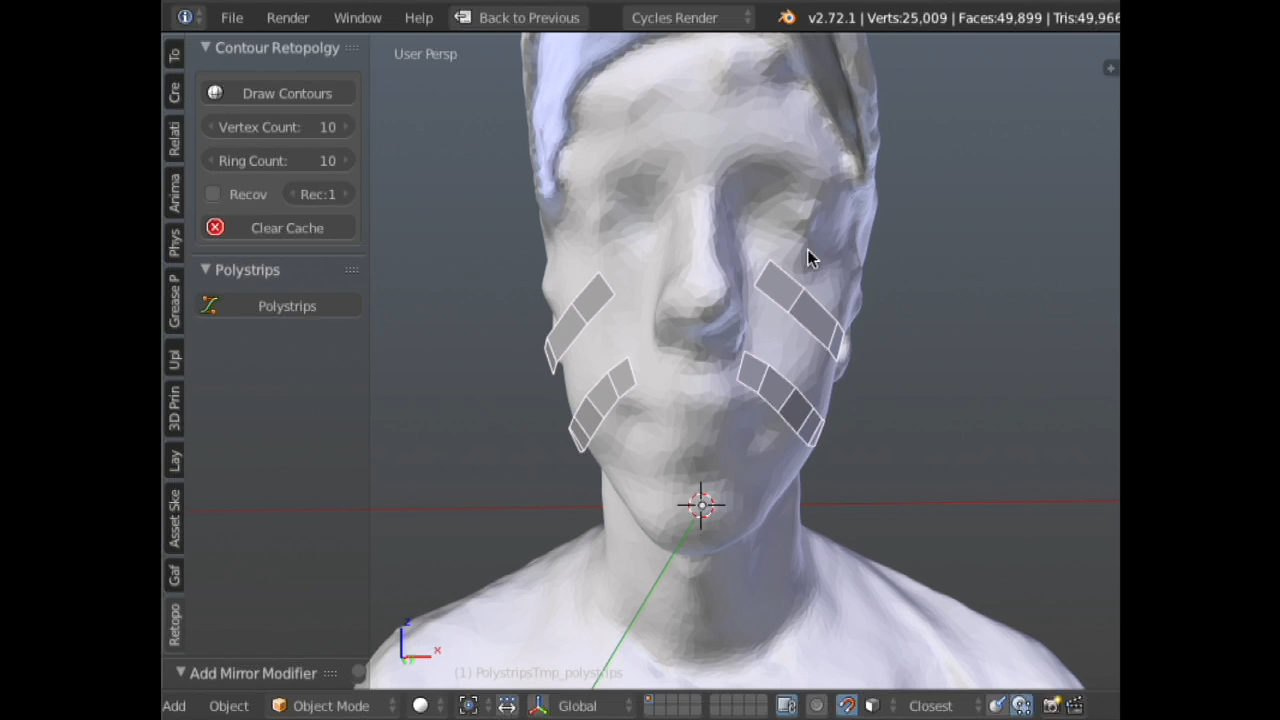 File Render Window Help Back to Previous Cycles Render v2.72.1 | Verts:25,009 | Faces:49,899 | Tris:49,966
Contour Retopolgy
User Persp
To
Cre
Relati
Anima
Phys
Grease P
Upl
3D Prin
Lay
Asset Ske
Gaf
Retopo
Draw Contours
Vertex Count: 10
Ring Count: 10
Recov Rec:1
Clear Cache
Polystrips
Polystrips
z
x
Add Mirror Modifier
(1) PolystripsTmp_polystrips
Add Object Object Mode Global Closest